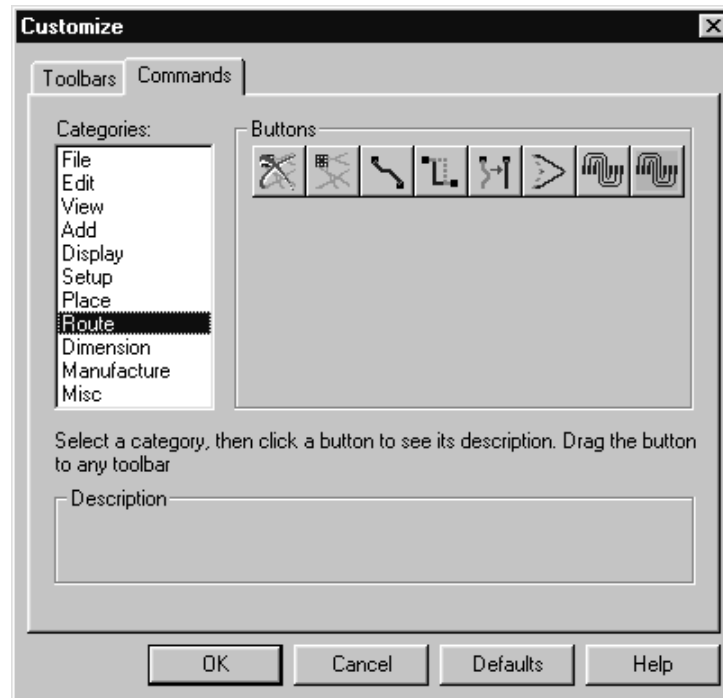 Customize
Toolbars Commands
Categories: Buttons
File
Edit
View
Add
Display
Setup
Place
Route
Dimension
Manufacture
Misc
Select a category, then click a button to see its description. Drag the button
to any toolbar
Description
OK Cancel Defaults Help